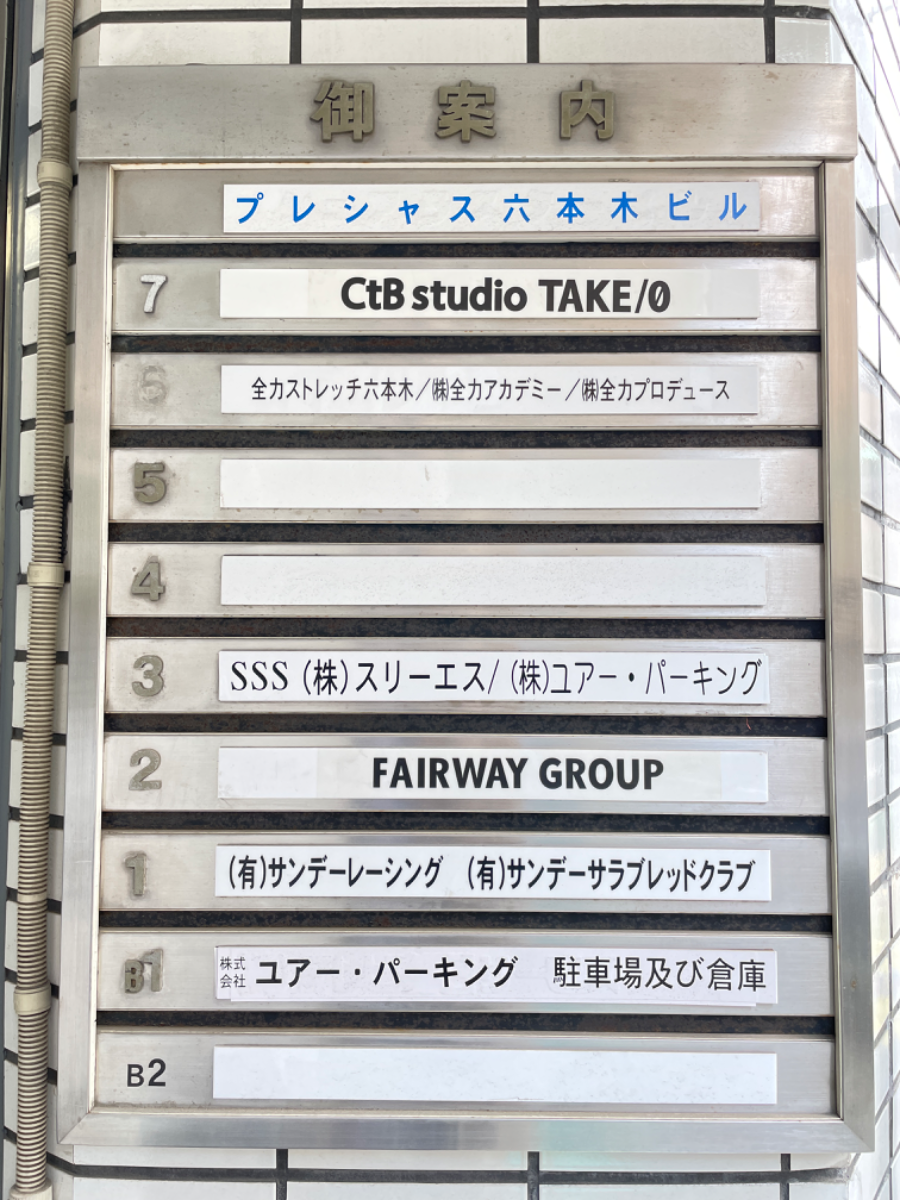 御案内
プレシャス六本木ビル
7 CtB studio TAKE/0
6 全力ストレッチ六本木/㈱全力アカデミー/㈱全力プロデュース
5
4
3 SSS (株)スリーエス/(株)ユアー・パーキング
2 FAIRWAY GROUP
1 (有)サンデーレーシング (有)サンデーサラブレッドクラブ
B1 株式会社 ユアー・パーキング 駐車場及び倉庫
B2